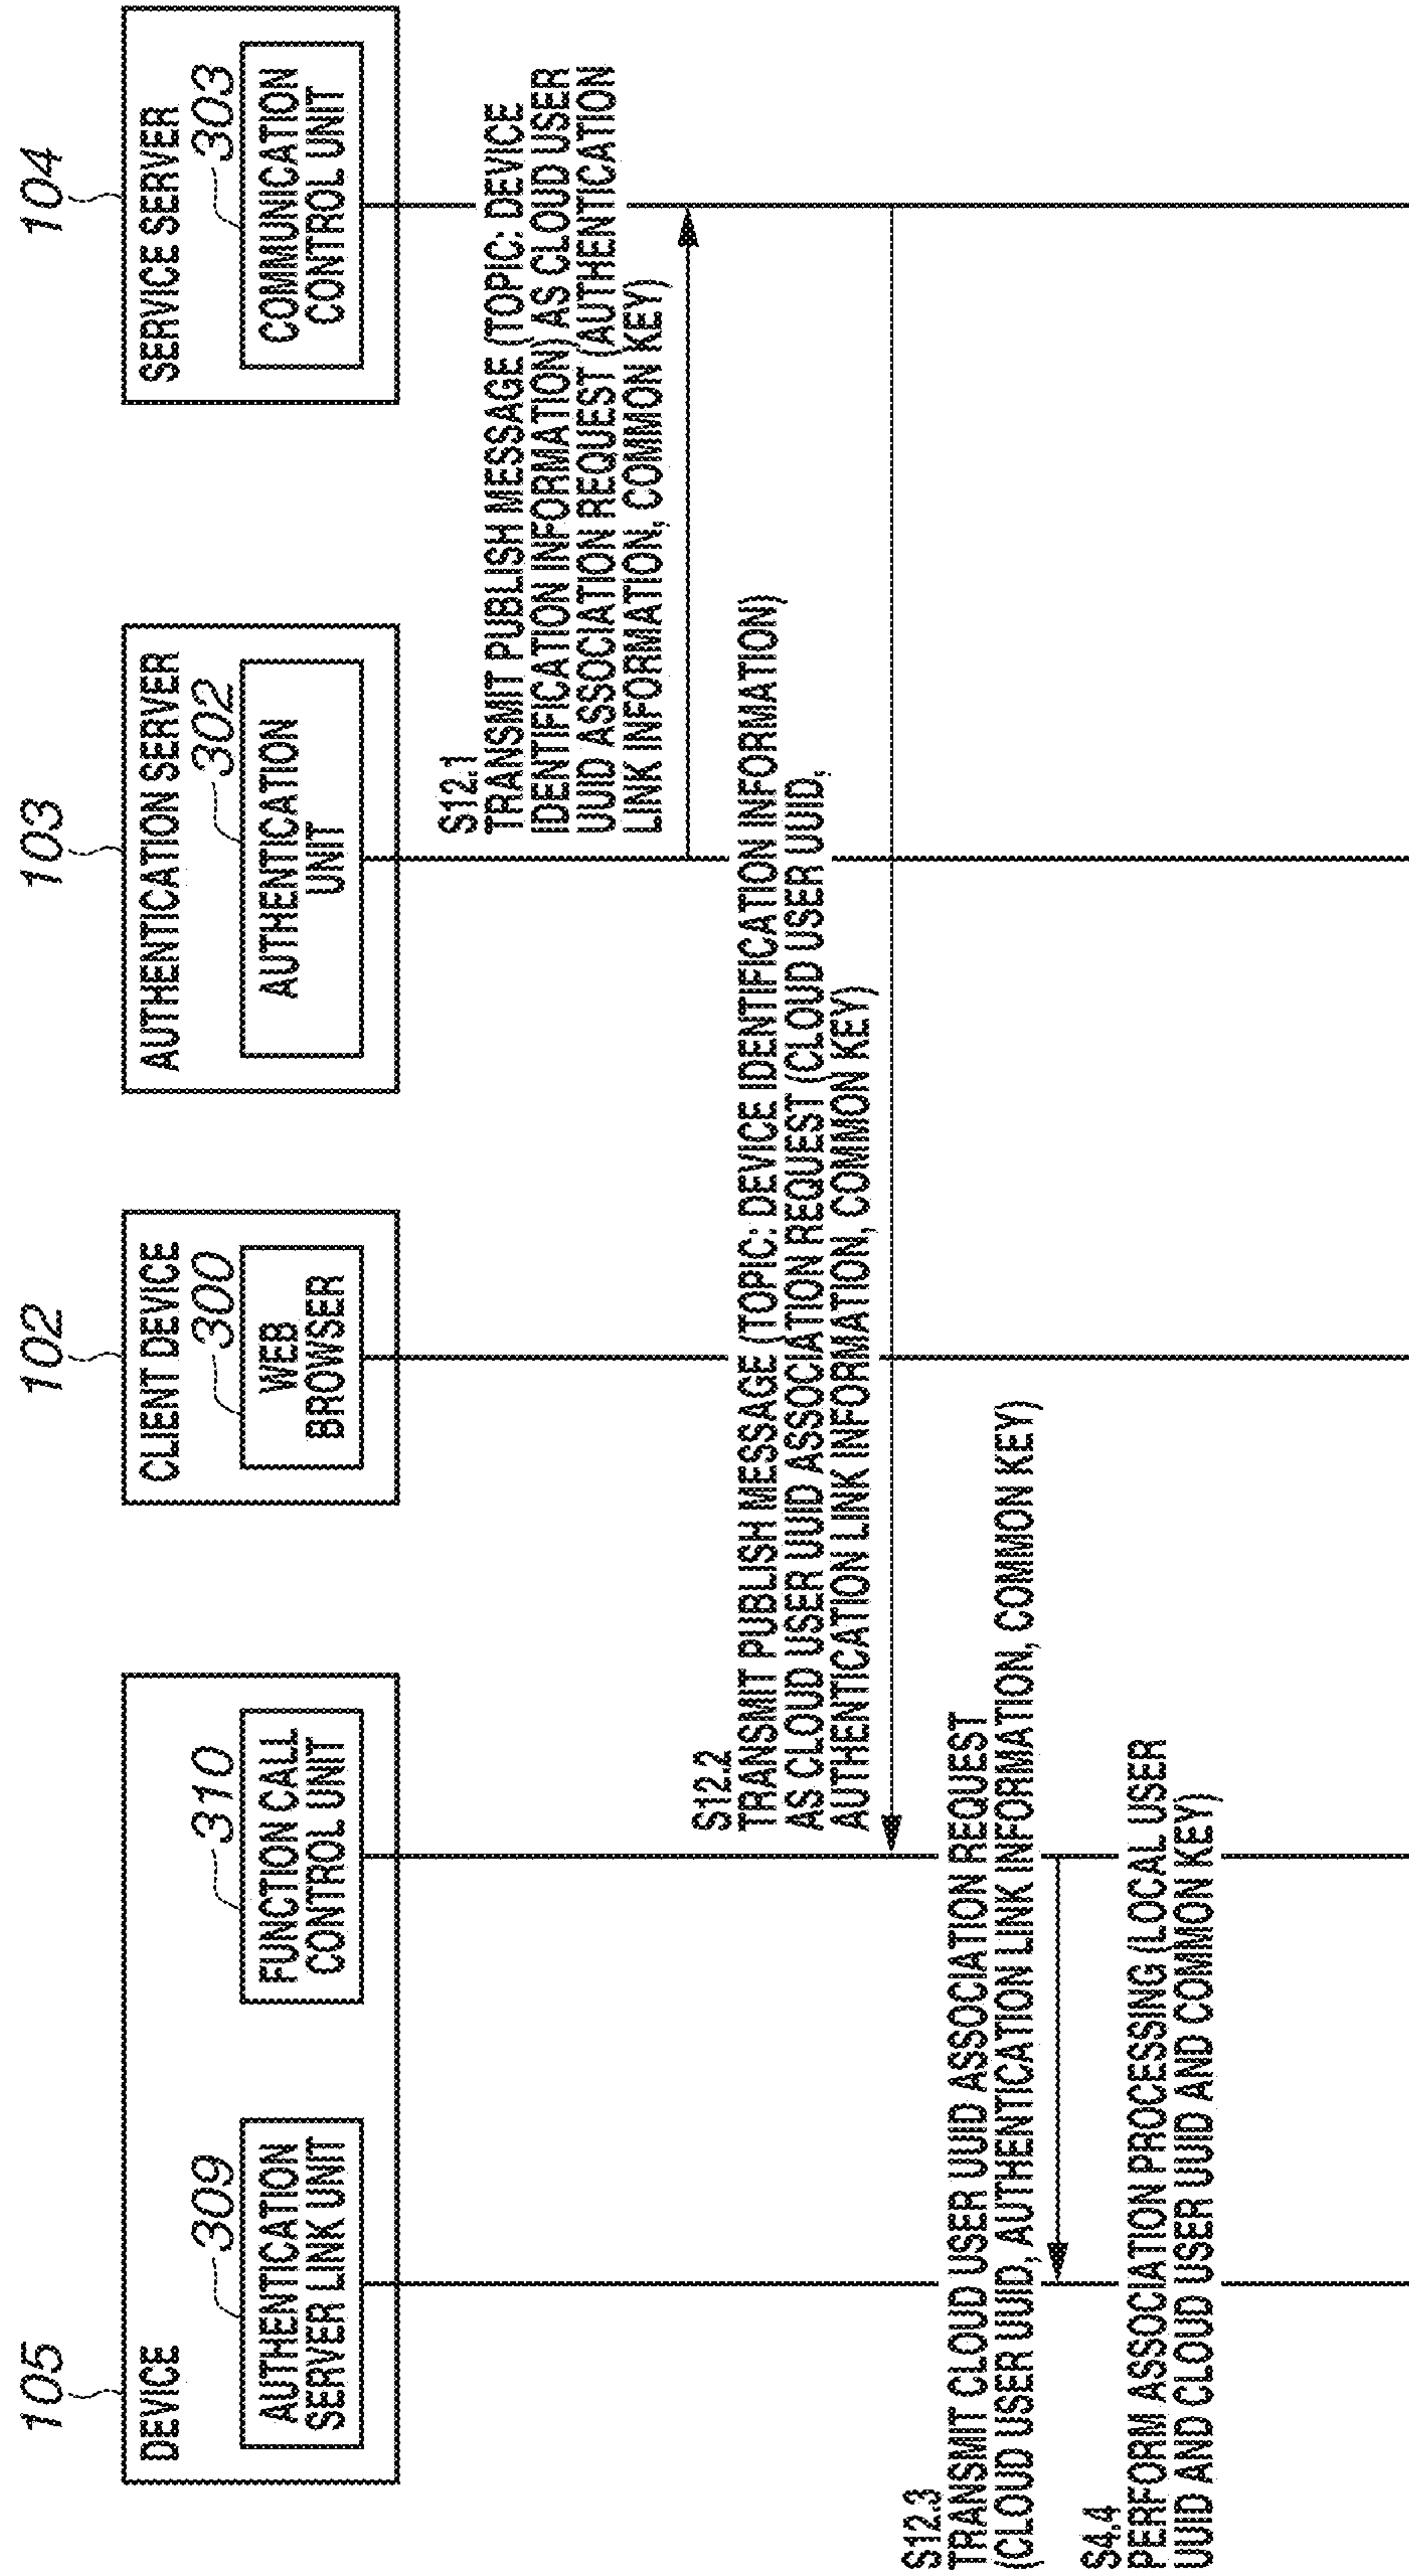 105
DEVICE
309
AUTHENTICATION
SERVER LINK UNIT
310
FUNCTION CALL
CONTROL UNIT
102
CLIENT DEVICE
300
WEB
BROWSER
103
AUTHENTICATION SERVER
302
AUTHENTICATION
UNIT
104
SERVICE SERVER
303
COMMUNICATION
CONTROL UNIT
S12.1
TRANSMIT PUBLISH MESSAGE (TOPIC: DEVICE
IDENTIFICATION INFORMATION) AS CLOUD USER
UUID ASSOCIATION REQUEST (AUTHENTICATION
LINK INFORMATION, COMMON KEY)
S12.2
TRANSMIT PUBLISH MESSAGE (TOPIC: DEVICE IDENTIFICATION INFORMATION)
AS CLOUD USER UUID ASSOCIATION REQUEST (CLOUD USER UUID,
AUTHENTICATION LINK INFORMATION, COMMON KEY)
S12.3
TRANSMIT CLOUD USER UUID ASSOCIATION REQUEST
(CLOUD USER UUID, AUTHENTICATION LINK INFORMATION, COMMON KEY)
S4.4
PERFORM ASSOCIATION PROCESSING (LOCAL USER
UUID AND CLOUD USER UUID AND COMMON KEY)